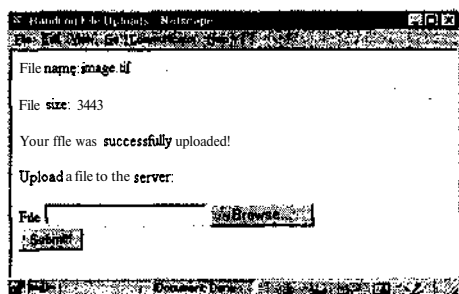 Handling File Uploads - Netscape
File name: image.tif
File size: 3443
Your ffle was successfully uploaded!
Upload a file to the server:
File Browse...
Submit
Document: Done